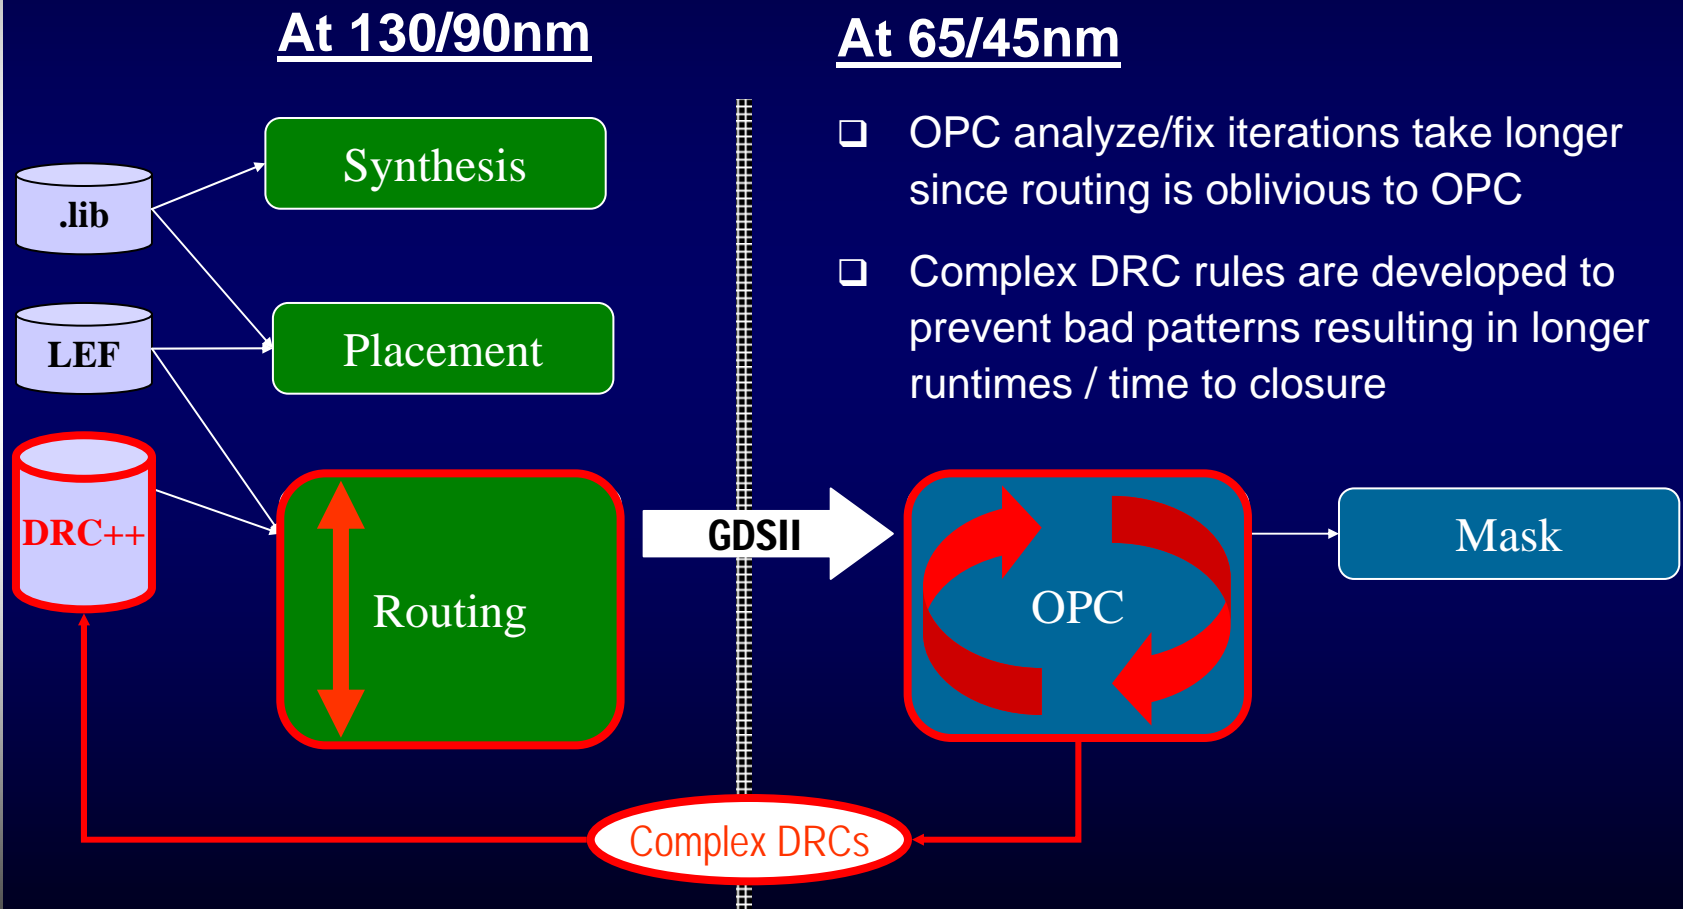 At 130/90nm
At 65/45nm
Synthesis
.lib
Placement
LEF
DRC++
Routing
❑ OPC analyze/fix iterations take longer
since routing is oblivious to OPC
❑ Complex DRC rules are developed to
prevent bad patterns resulting in longer
runtimes / time to closure
GDSII
OPC
Mask
Complex DRCs